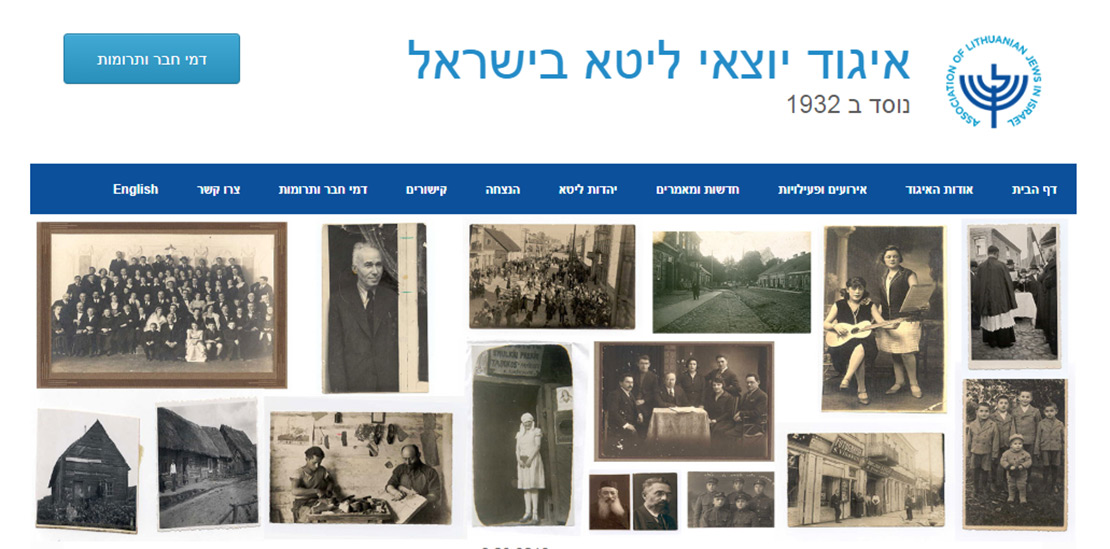 דמי חבר ותרומות
איגוד יוצאי ליטא בישראל
נוסד ב 1932
ASSOCIATION OF LITHUANIAN JEWS IN ISRAEL
דף הבית
אודות האיגוד
אירועים ופעילויות
חדשות ומאמרים
יהדות ליטא
הנצחה
קישורים
דמי חבר ותרומות
צרו קשר
English